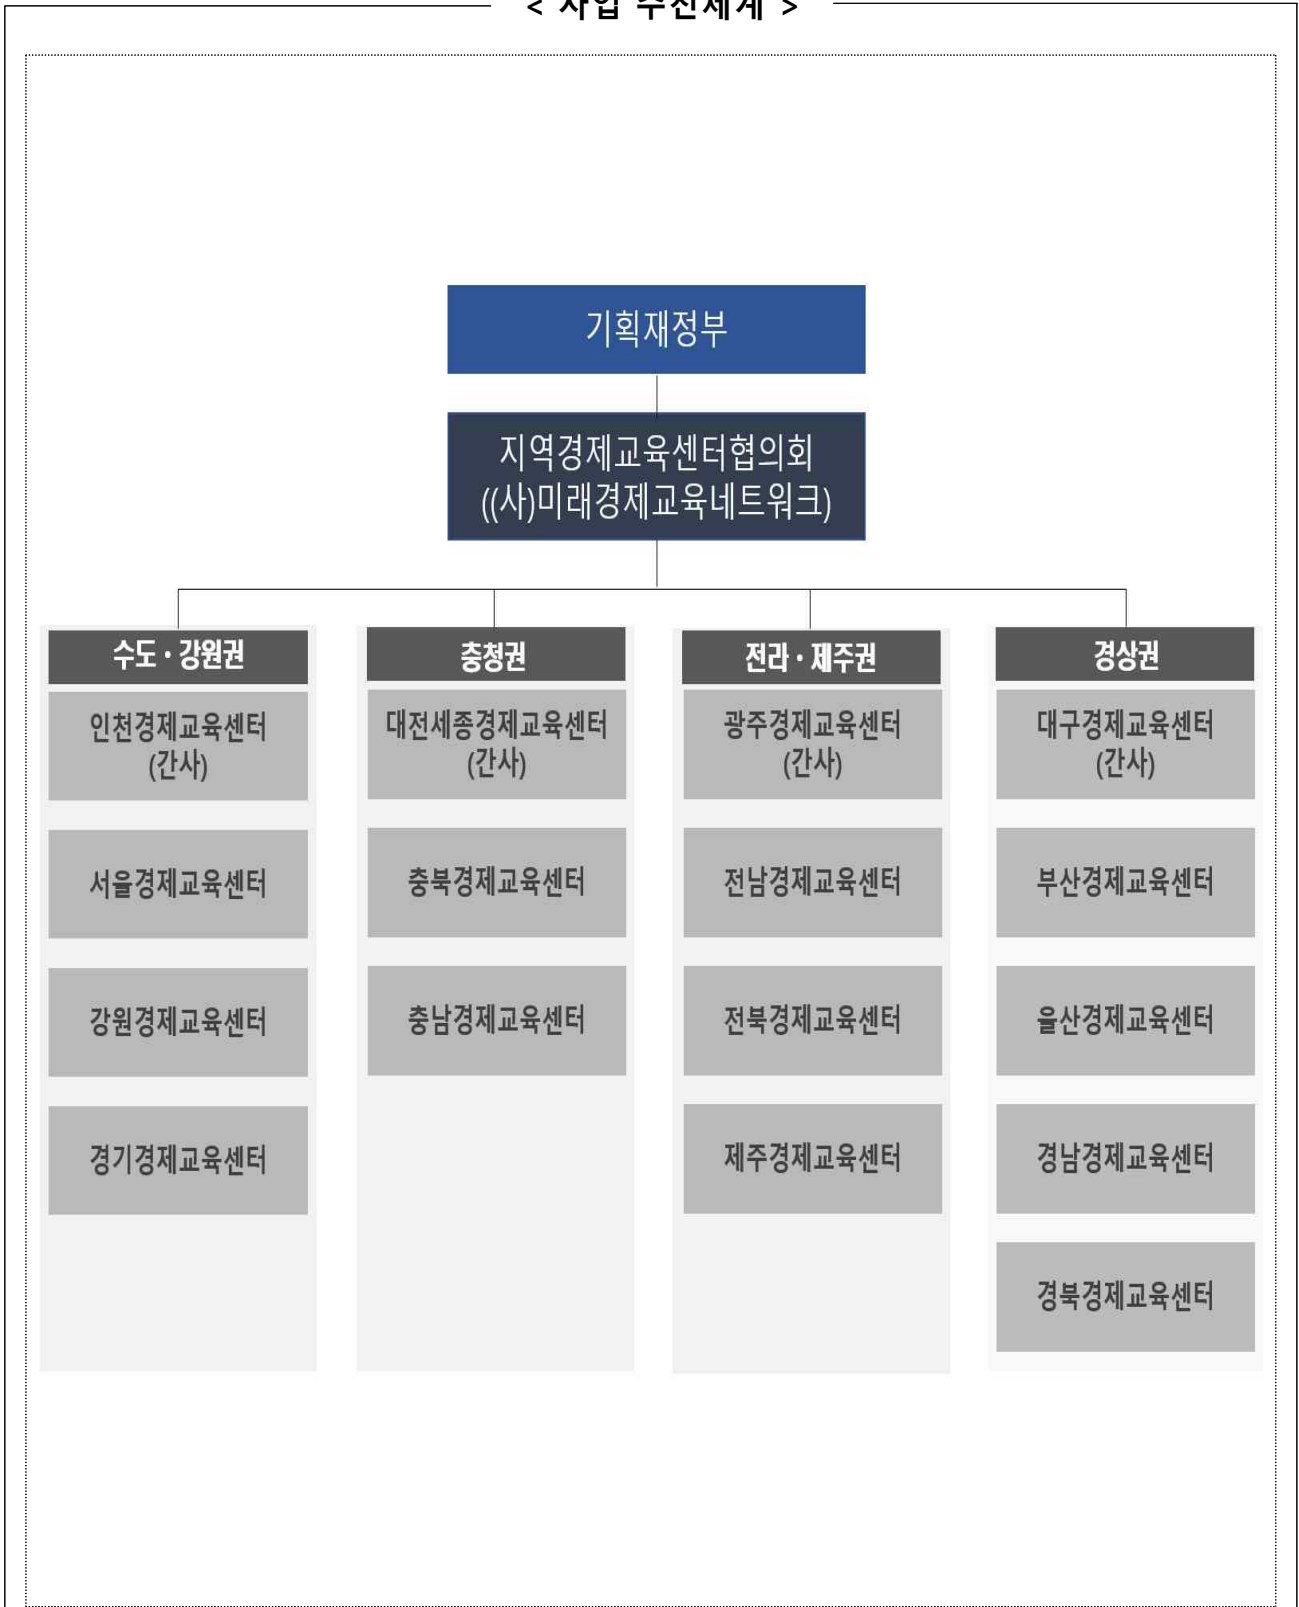 < 사업 추진체계 >
기획재정부
지역경제교육센터협의회
((사)미래경제교육네트워크)
수도·강원권
인천경제교육센터
(간사)
서울경제교육센터
강원경제교육센터
경기경제교육센터
충청권
대전세종경제교육센터
(간사)
충북경제교육센터
충남경제교육센터
전라·제주권
광주경제교육센터
(간사)
전남경제교육센터
전북경제교육센터
제주경제교육센터
경상권
대구경제교육센터
(간사)
부산경제교육센터
울산경제교육센터
경남경제교육센터
경북경제교육센터